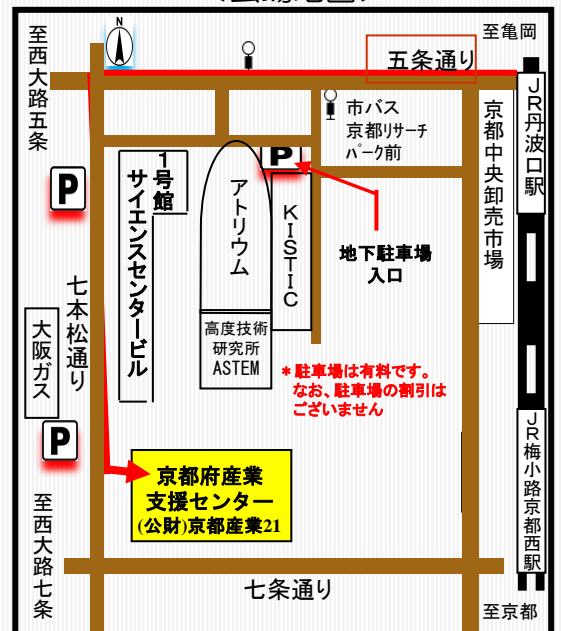 N
至亀岡
五条通り
至西大路五条
市バス
京都リサーチ
パーク前
JR丹波口駅
京都中央卸売市場
P
P
1号館
サイエンスセンタービル
アトリウム
KISTIC
地下駐車場
入口
七本松通り
大阪ガス
高度技術
研究所
ASTEM
＊駐車場は有料です。
なお、駐車場の割引は
ございません
P
京都府産業
支援センター
(公財)京都産業21
JR梅小路京都西駅
至西大路七条
七条通り
至京都